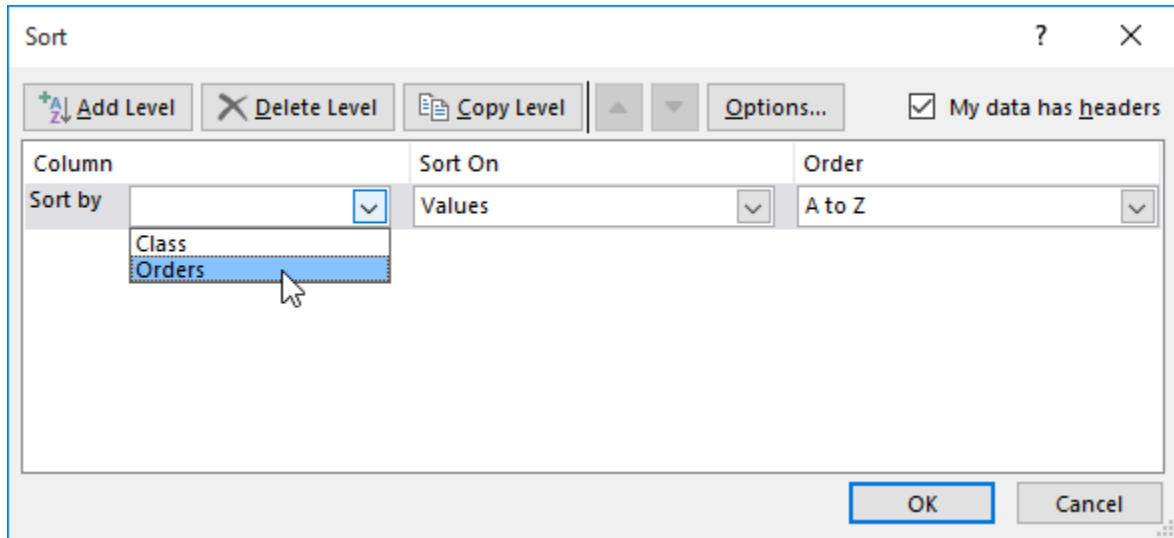 Sort ?
Add Level Delete Level Copy Level Options... My data has headers
Column Sort On Order
Sort by Values A to Z
Class
Orders
OK Cancel